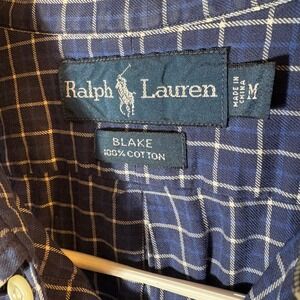 Ralph Lauren
MADE IN
CHINA
M
BLAKE
100% COTTON